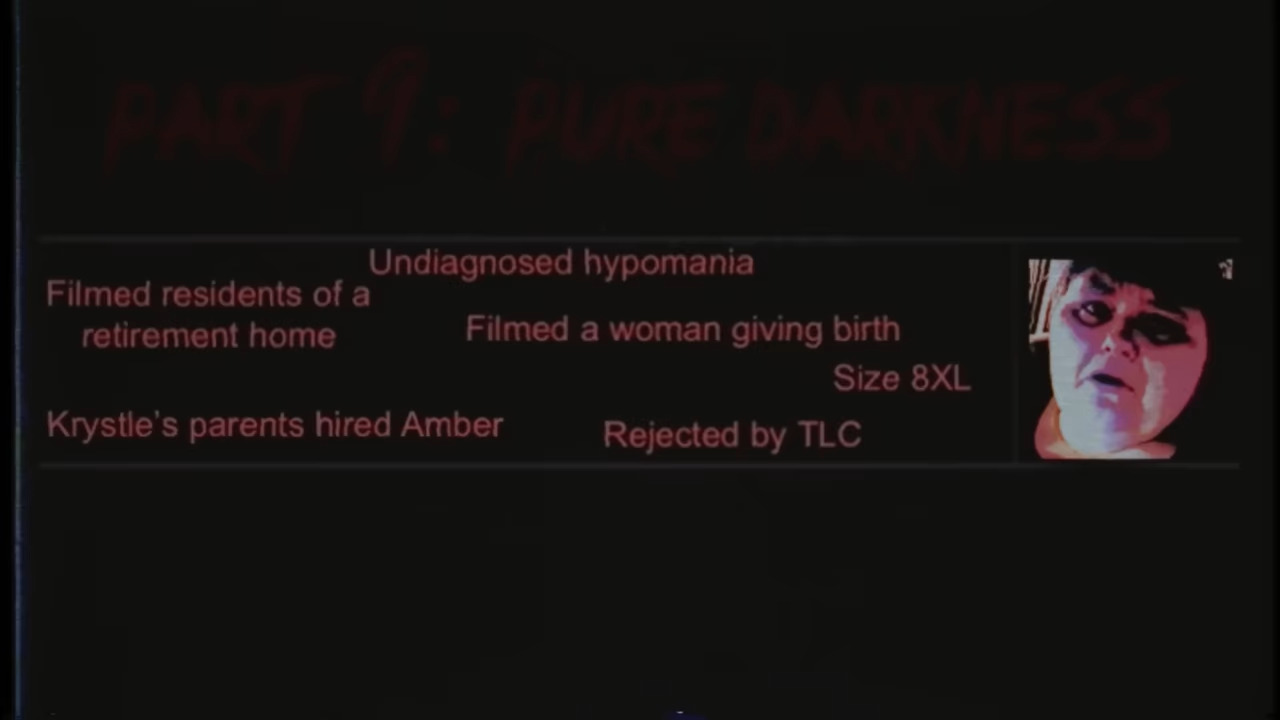 PART 9: PURE DARKNESS
Undiagnosed hypomania
Filmed residents of a
retirement home
Filmed a woman giving birth
Size 8XL
Krystle’s parents hired Amber
Rejected by TLC